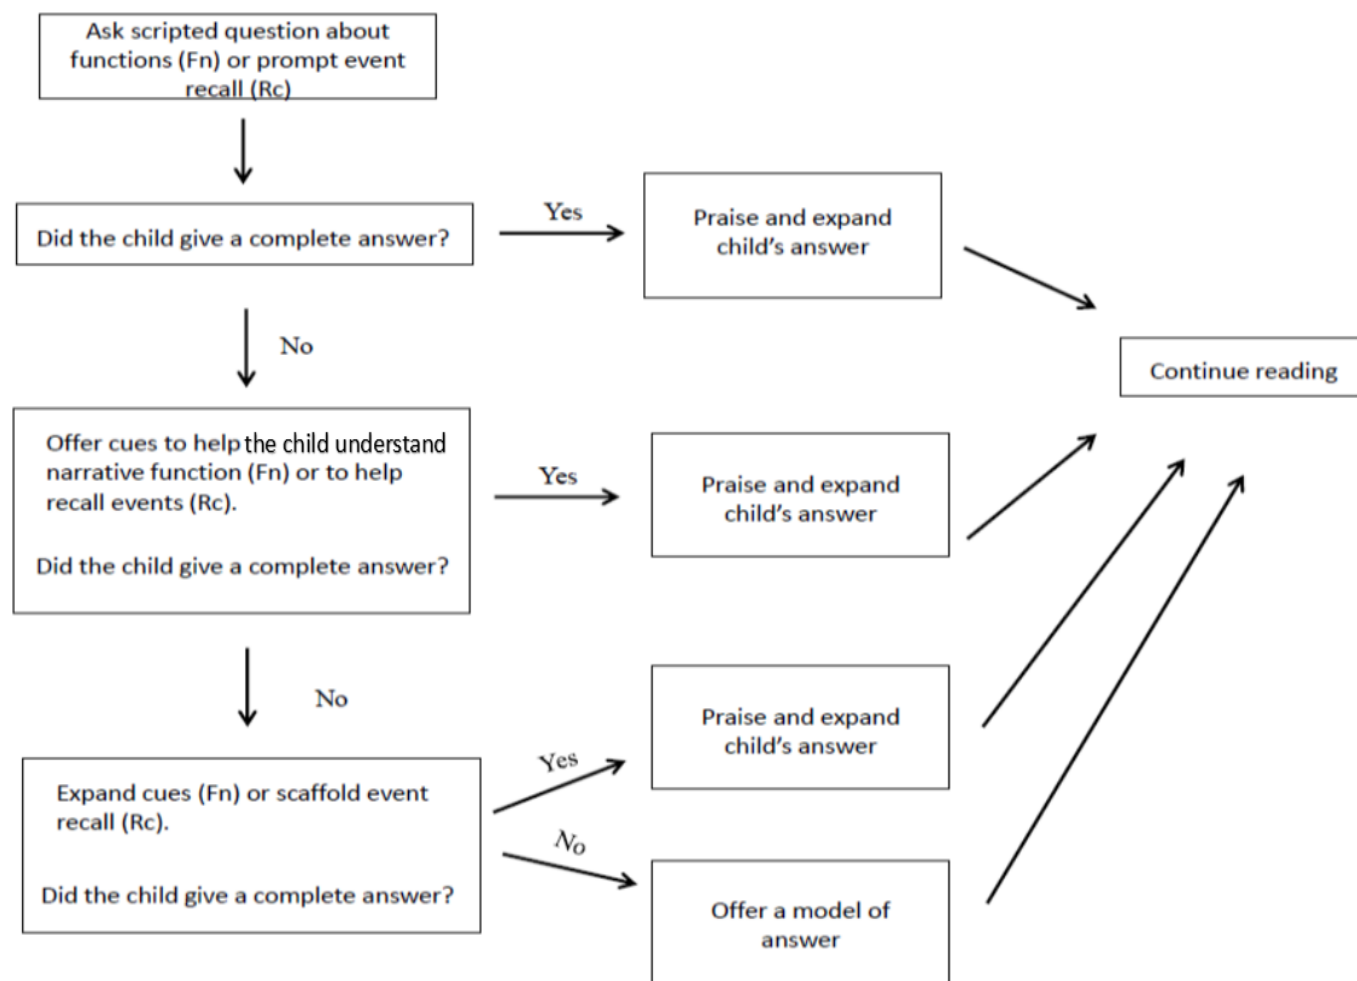 Ask scripted question about
functions (Fn) or prompt event
recall (Rc)
Did the child give a complete answer?
Yes
Praise and expand
child's answer
No
Continue reading
Offer cues to help the child understand
narrative function (Fn) or to help
recall events (Rc).
Did the child give a complete answer?
Yes
Praise and expand
child's answer
No
Expand cues (Fn) or scaffold event
recall (Rc).
Did the child give a complete answer?
Yes
Praise and expand
child's answer
No
Offer a model of
answer